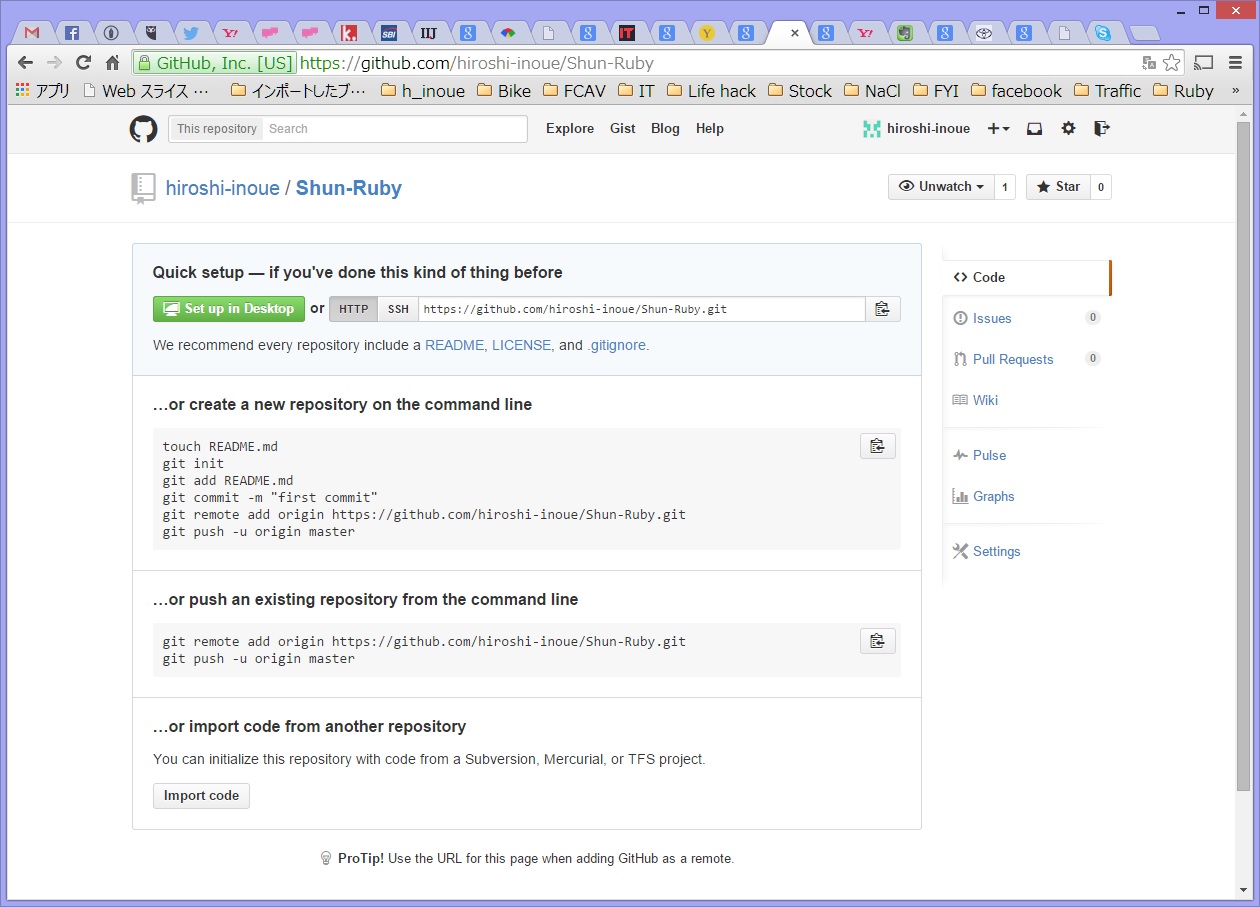 GitHub, Inc. [US] https://github.com/hiroshi-inoue/Shun-Ruby
アプリ Web スライス ⋯ インポートしたブ⋯ h_inoue Bike FCAV IT Life hack Stock NaCl FYI facebook Traffic Ruby »
This repository Search Explore Gist Blog Help hiroshi-inoue
hiroshi-inoue / Shun-Ruby Unwatch 1 Star 0
Quick setup — if you've done this kind of thing before
Set up in Desktop or HTTP SSH https://github.com/hiroshi-inoue/Shun-Ruby.git
We recommend every repository include a README, LICENSE, and .gitignore.
…or create a new repository on the command line
touch README.md
git init
git add README.md
git commit -m "first commit"
git remote add origin https://github.com/hiroshi-inoue/Shun-Ruby.git
git push -u origin master
…or push an existing repository from the command line
git remote add origin https://github.com/hiroshi-inoue/Shun-Ruby.git
git push -u origin master
…or import code from another repository
You can initialize this repository with code from a Subversion, Mercurial, or TFS project.
Import code
ProTip! Use the URL for this page when adding GitHub as a remote.
Code
Issues 0
Pull Requests 0
Wiki
Pulse
Graphs
Settings